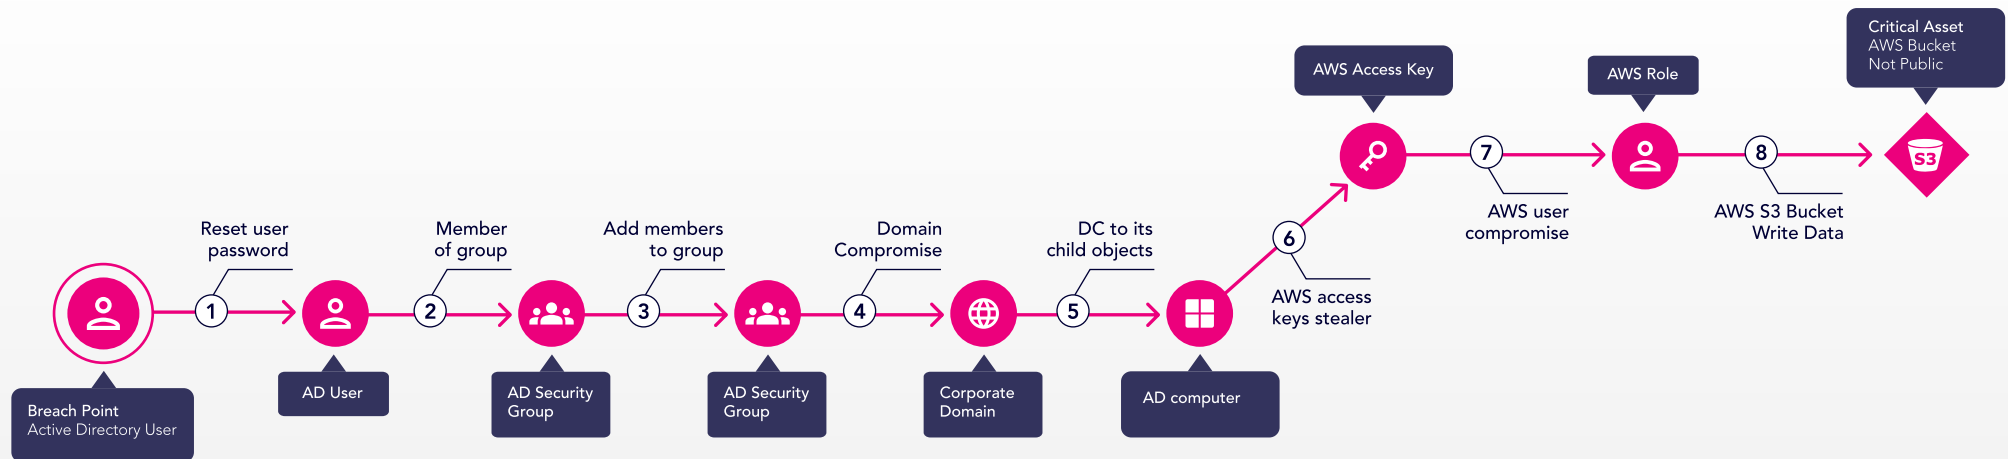 Critical Asset
AWS Bucket
Not Public
AWS Access Key
AWS Role
S3
7
8
AWS user
compromise
AWS S3 Bucket
Write Data
Reset user
password
Member
of group
Add members
to group
Domain
Compromise
DC to its
child objects
6
AWS access
keys stealer
1
2
3
4
5
Breach Point
Active Directory User
AD User
AD Security
Group
AD Security
Group
Corporate
Domain
AD computer